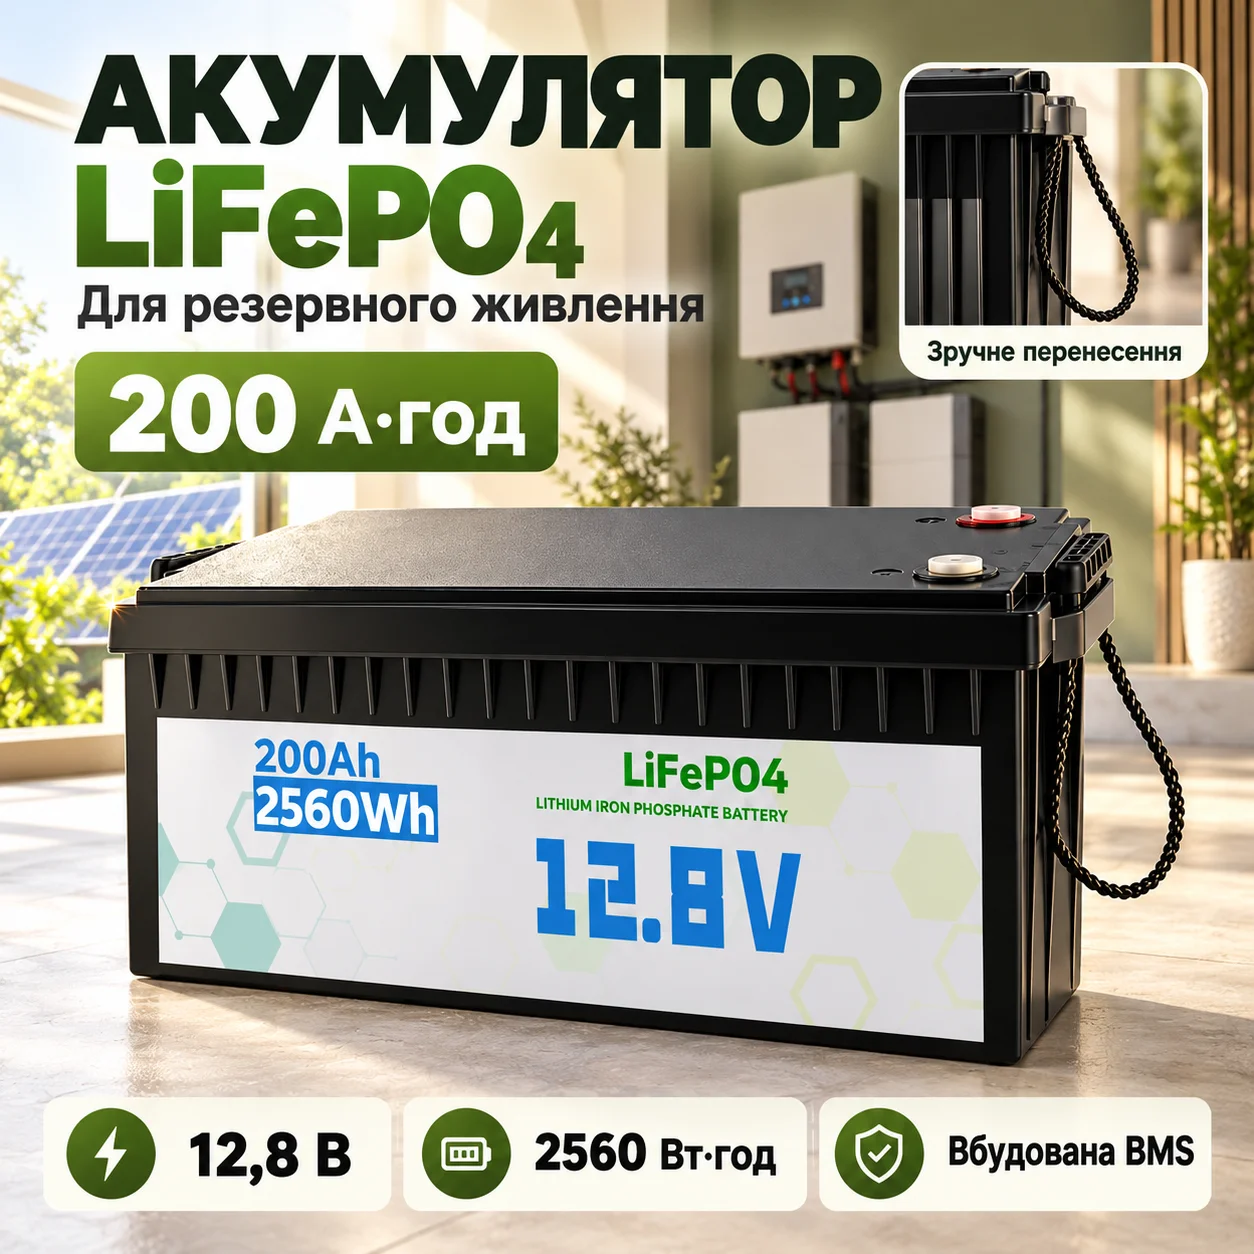 АКУМУЛЯТОР
LiFePO4
Для резервного живлення
200 А·год
Зручне перенесення
200Ah
2560Wh
LiFePO4
LITHIUM IRON PHOSPHATE BATTERY
12.8V
12,8 В
2560 Вт·год
Вбудована BMS